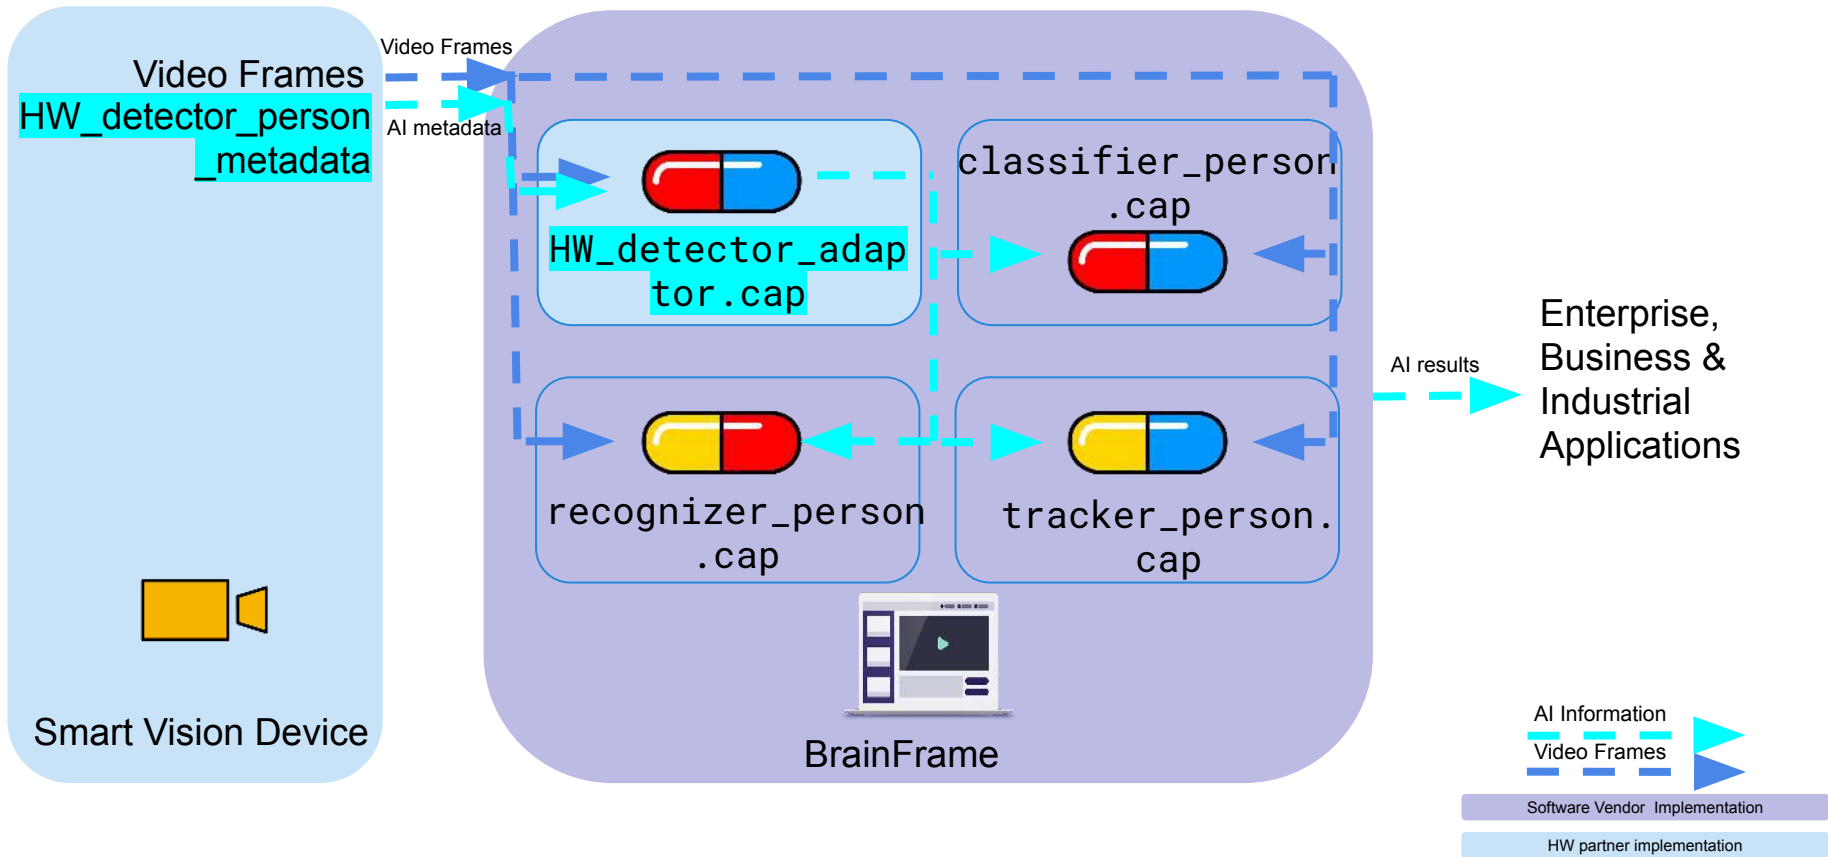 Video Frames
HW_detector_person
_metadata
Video Frames
AI metadata
HW_detector_adap
tor.cap
classifier_person
.cap
recognizer_person
.cap
tracker_person.
cap
Smart Vision Device
BrainFrame
AI results
Enterprise,
Business &
Industrial
Applications
AI Information
Video Frames
Software Vendor Implementation
HW partner implementation